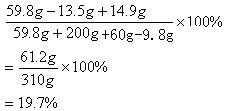 59.8g-13.5g+14.9g
59.8g+200g+60g-9.8g ×100%
=61.2g
310g ×100%
=19.7%